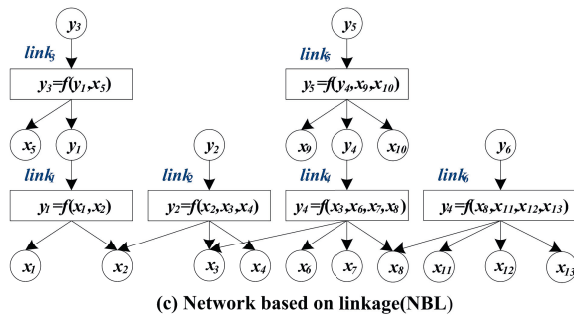 y3 y5
link3 link5
y3=f(y1,x5) y5=f(y4,x9,x10)
x5 y1 y2 x9 y4 x10 y6
link1 link2 link4 link6
y1=f(x1,x2) y2=f(x2,x3,x4) y4=f(x3,x6,x7,x8) y4=f(x8,x11,x12,x13)
x1 x2 x3 x4 x6 x7 x8 x11 x12 x13
(c) Network based on linkage(NBL)